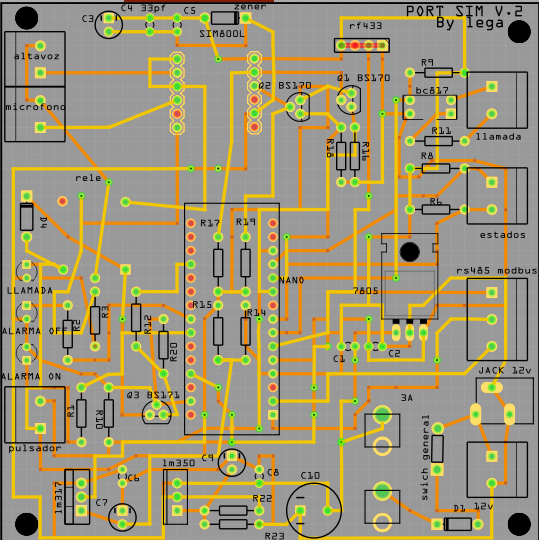 PORT SIM V.2
By Tega
C4 33pf
C5
zener
C3
SIM800L
rf433
altavoz
R9
Q2 BS170
Q1 BS170
bc817
microfono
R11
llamada
R18
R16
R8
rele
R6
D4
R17
R19
estados
NANO
rs485 modbus
LLAMADA
7805
R15
R14
R2
R3
R12
ALARMA OFF
R20
C1
C2
ALARMA ON
JACK 12v
Q3 BS171
3A
R1
R10
pulsador
swich general
C9
lm350
C8
C10
C6
lm317
12v
C7
R22
D1
R23